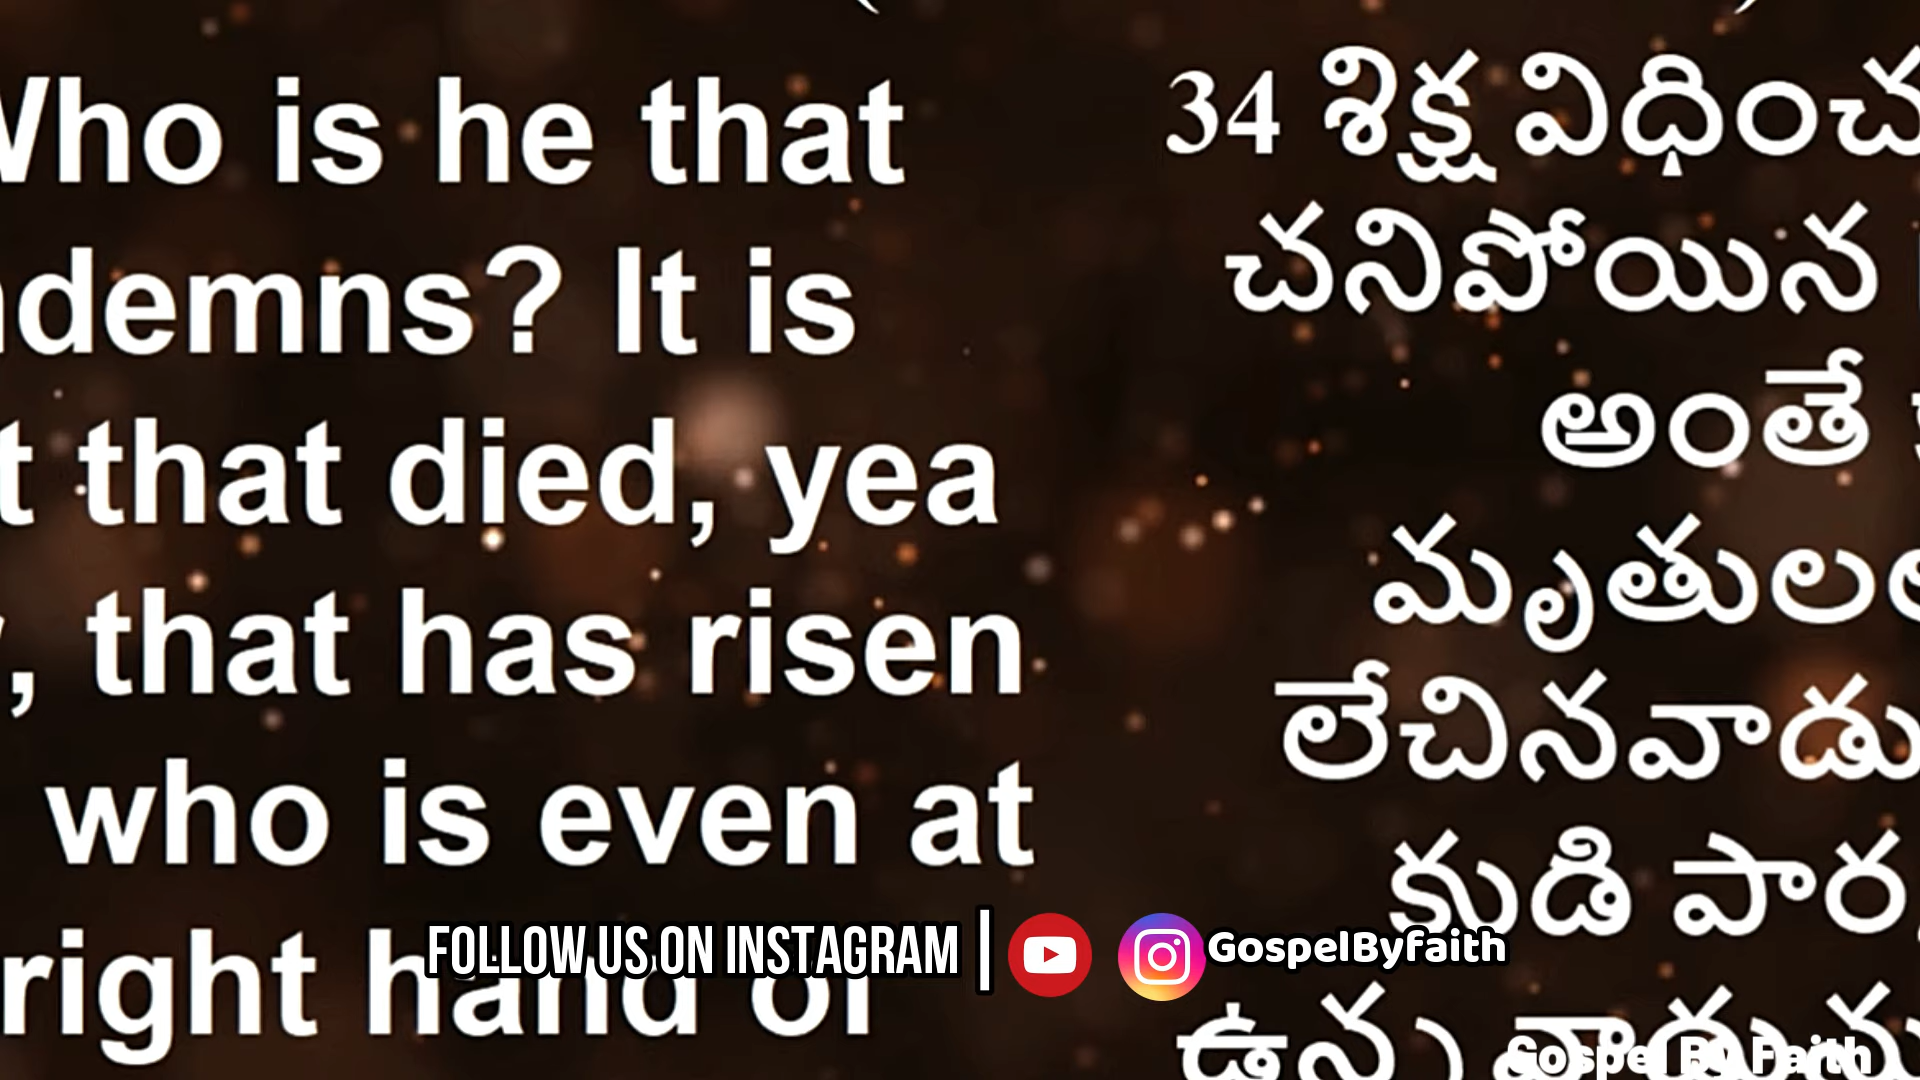 Who is he that
demns? It is
t that died, yea
, that has risen
who is even at
right hand of
34 శిక్ష విధించ
చనిపోయిన
అంతే
మృతులల
లేచినవాడు
కుడి పార
ఉన్న వాడును
FOLLOW US ON INSTAGRAM | GospelByfaith
Gospel By Faith